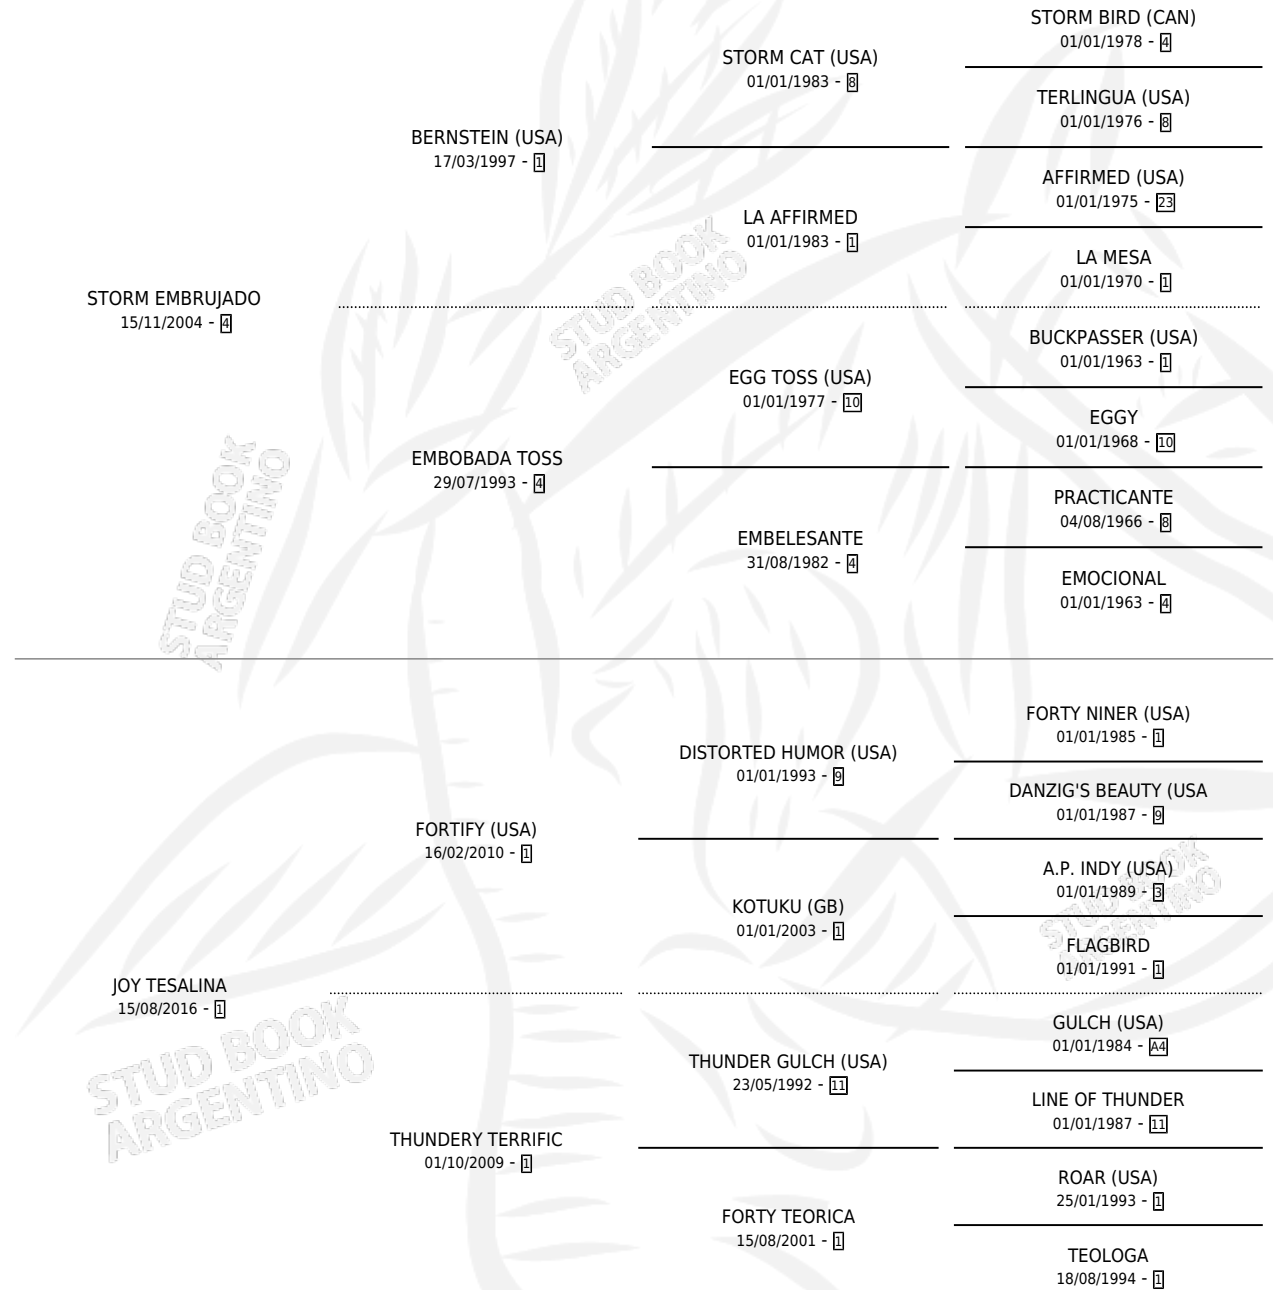 STORM BIRD (CAN)
01/01/1978 - 4
STORM CAT (USA)
01/01/1983 - 8
TERLINGUA (USA)
01/01/1976 - 8
BERNSTEIN (USA)
17/03/1997 - 1
AFFIRMED (USA)
01/01/1975 - 23
LA AFFIRMED
01/01/1983 - 1
LA MESA
01/01/1970 - 1
STORM EMBRUJADO
15/11/2004 - 4
STUD BOOK
ARGENTINO
BUCKPASSER (USA)
01/01/1963 - 1
EGG TOSS (USA)
01/01/1977 - 10
EGGY
01/01/1968 - 10
EMBOBADA TOSS
29/07/1993 - 4
PRACTICANTE
04/08/1966 - 8
EMBELESANTE
31/08/1982 - 4
EMOCIONAL
01/01/1963 - 4
STUD BOOK
ARGENTINO
FORTY NINER (USA)
01/01/1985 - 1
DISTORTED HUMOR (USA)
01/01/1993 - 9
DANZIG'S BEAUTY (USA
01/01/1987 - 9
FORTIFY (USA)
16/02/2010 - 1
A.P. INDY (USA)
01/01/1989 - 3
KOTUKU (GB)
01/01/2003 - 1
FLAGBIRD
01/01/1991 - 1
STUD BOOK
ARGENTINO
JOY TESALINA
15/08/2016 - 1
STUD BOOK
ARGENTINO
GULCH (USA)
01/01/1984 - A4
THUNDER GULCH (USA)
23/05/1992 - 11
LINE OF THUNDER
01/01/1987 - 11
THUNDERY TERRIFIC
01/10/2009 - 1
ROAR (USA)
25/01/1993 - 1
FORTY TEORICA
15/08/2001 - 1
TEOLOGA
18/08/1994 - 1